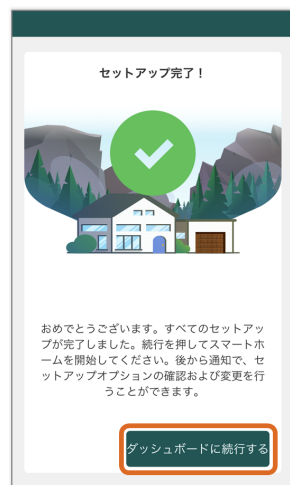 セットアップ完了！
おめでとうございます。すべてのセットアッ
プが完了しました。続行を押してスマートホ
ームを開始してください。後から通知で、セ
ットアップオプションの確認および変更を行
うことができます。
ダッシュボードに続行する